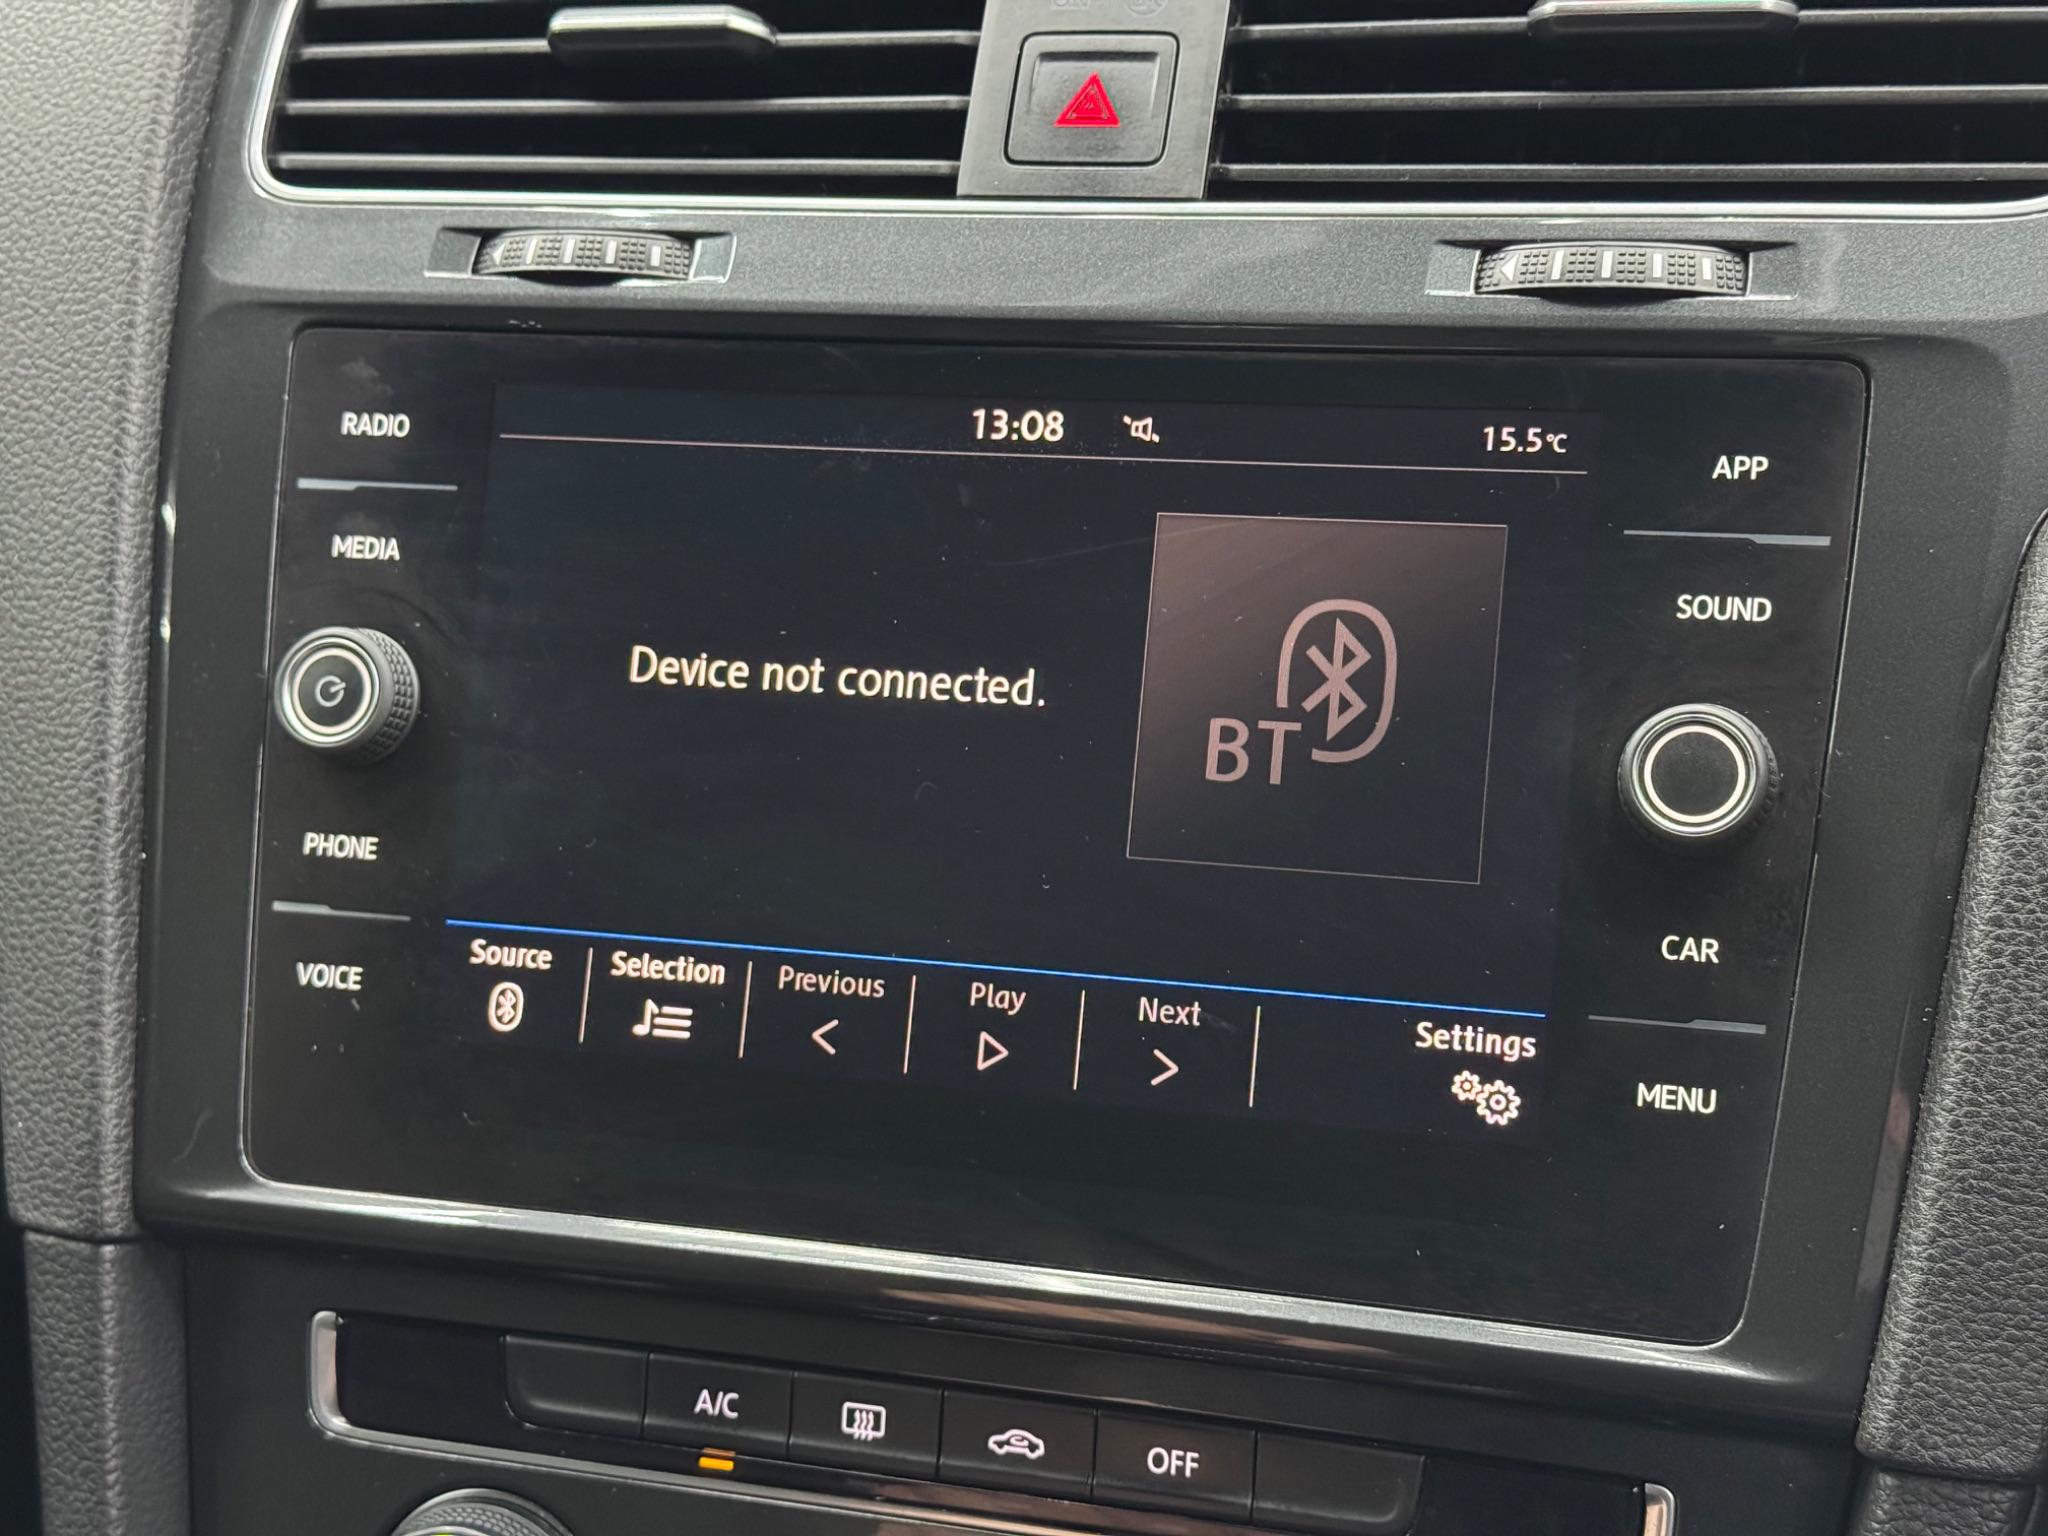 RADIO
MEDIA
PHONE
VOICE
13:08
15.5°C
Device not connected.
BT
Source
Selection
Previous
Play
Next
Settings
APP
SOUND
CAR
MENU
A/C
OFF